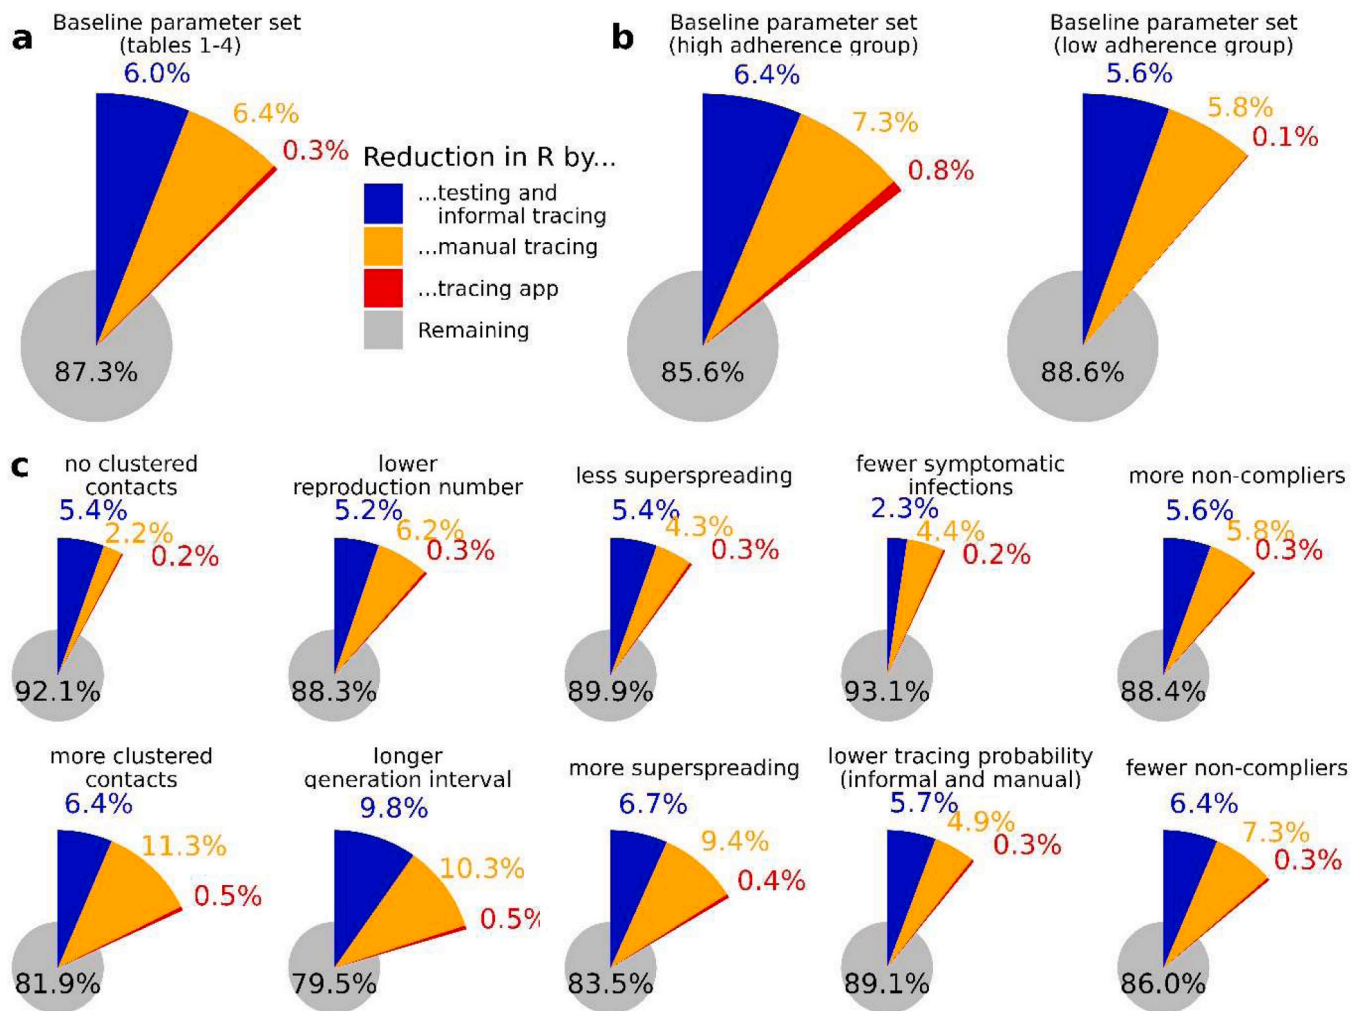 a
Baseline parameter set
(tables 1-4)
6.0%
6.4%
0.3%
87.3%
Reduction in R by...
...testing and
informal tracing
...manual tracing
...tracing app
Remaining
b
Baseline parameter set
(high adherence group)
6.4%
7.3%
0.8%
85.6%
Baseline parameter set
(low adherence group)
5.6%
5.8%
0.1%
88.6%
c
no clustered
contacts
5.4%
2.2%
0.2%
92.1%
lower
reproduction number
5.2%
6.2%
0.3%
88.3%
less superspreading
5.4%
4.3%
0.3%
89.9%
fewer symptomatic
infections
2.3%
4.4%
0.2%
93.1%
more non-compliers
5.6%
5.8%
0.3%
88.4%
more clustered
contacts
6.4%
11.3%
0.5%
81.9%
longer
generation interval
9.8%
10.3%
0.5%
79.5%
more superspreading
6.7%
9.4%
0.4%
83.5%
lower tracing probability
(informal and manual)
5.7%
4.9%
0.3%
89.1%
fewer non-compliers
6.4%
7.3%
0.3%
86.0%